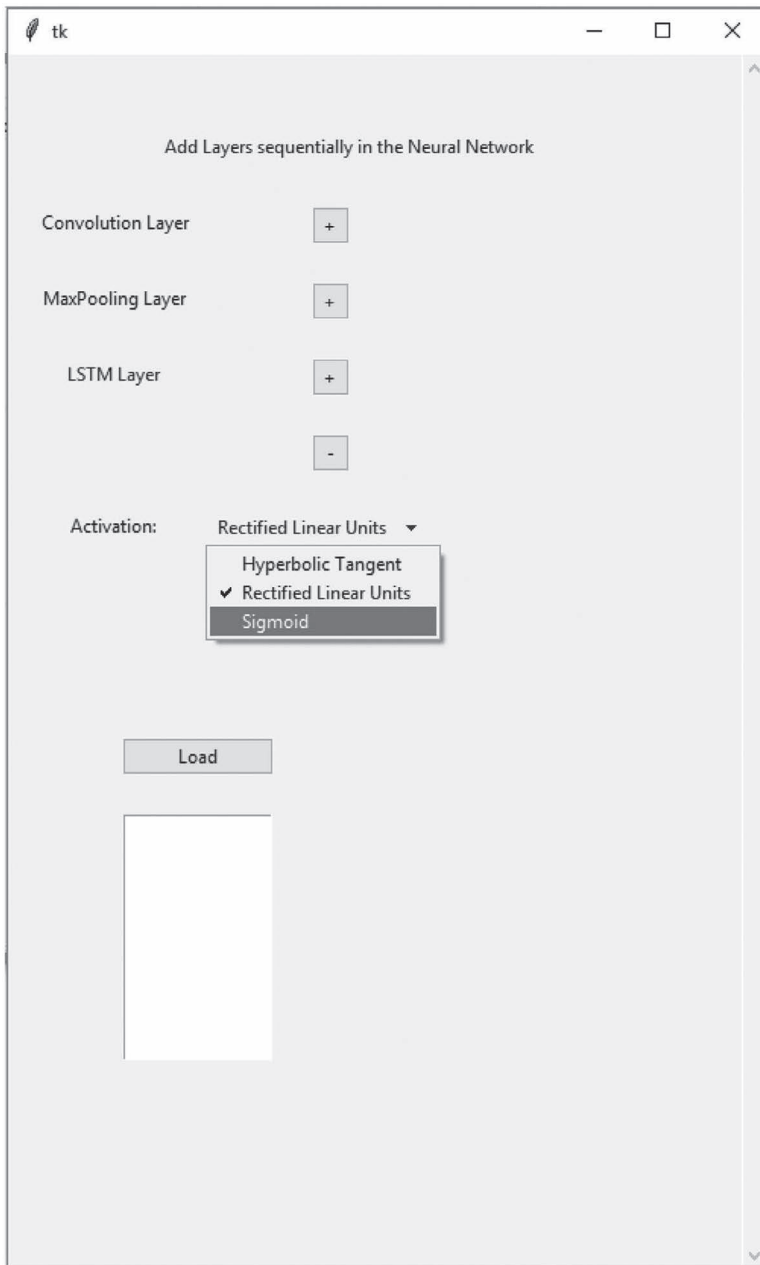 tk
Add Layers sequentially in the Neural Network
Convolution Layer +
MaxPooling Layer +
LSTM Layer +
-
Activation: Rectified Linear Units
Hyperbolic Tangent
Rectified Linear Units
Sigmoid
Load